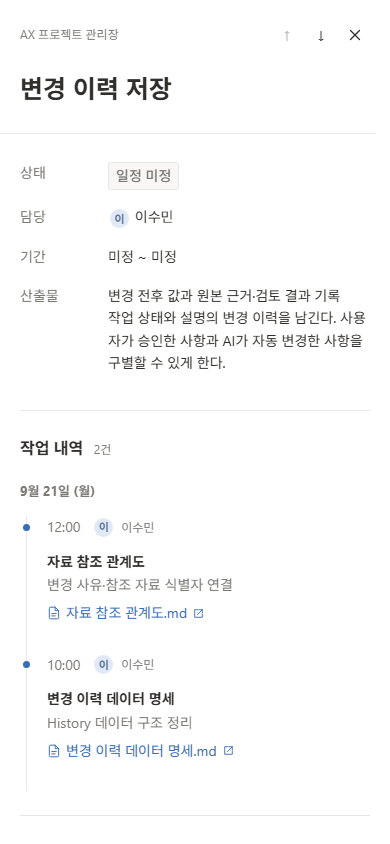 AX 프로젝트 관리장
↑ ↓ ×
변경 이력 저장
상태 일정 미정
담당 이 이수민
기간 미정 ~ 미정
산출물 변경 전후 값과 원본 근거·검토 결과 기록
작업 상태와 설명의 변경 이력을 남긴다. 사용
자가 승인한 사항과 AI가 자동 변경한 사항을
구별할 수 있게 한다.
작업 내역 2건
9월 21일 (월)
12:00 이 이수민
자료 참조 관계도
변경 사유·참조 자료 식별자 연결
자료 참조 관계도.md
10:00 이 이수민
변경 이력 데이터 명세
History 데이터 구조 정리
변경 이력 데이터 명세.md